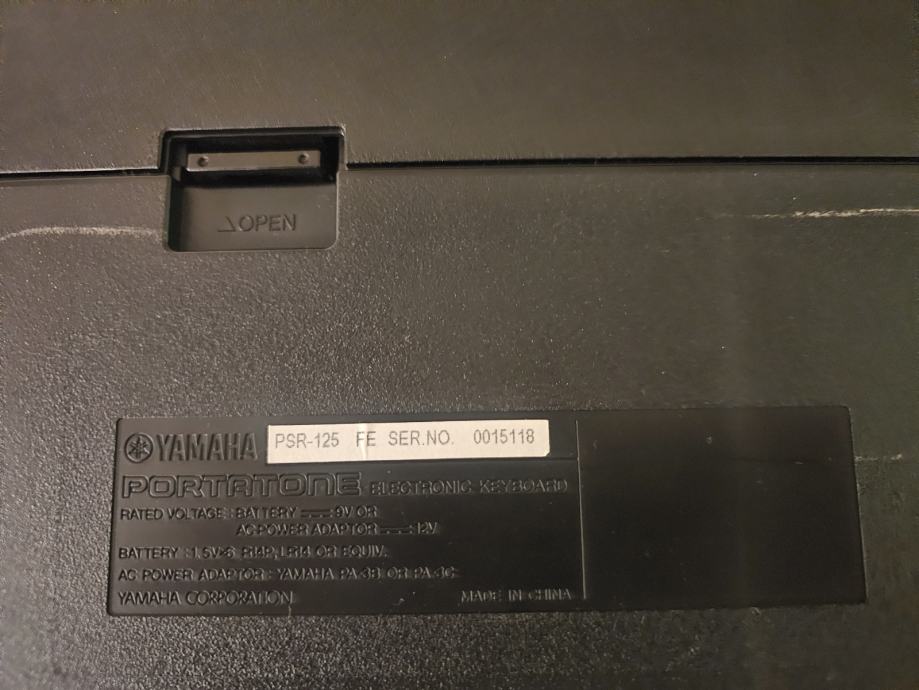 △OPEN
YAMAHA PSR-125 FE SER.NO. 0015118
PORTATONE ELECTRONIC KEYBOARD
RATED VOLTAGE : BATTERY ⎓ 9V OR
AC POWER ADAPTOR ⎓ 12V
BATTERY : 1.5V×6 R14P, LR14 OR EQUIV.
AC POWER ADAPTOR : YAMAHA PA-3B OR PA-3C
YAMAHA CORPORATION MADE IN CHINA